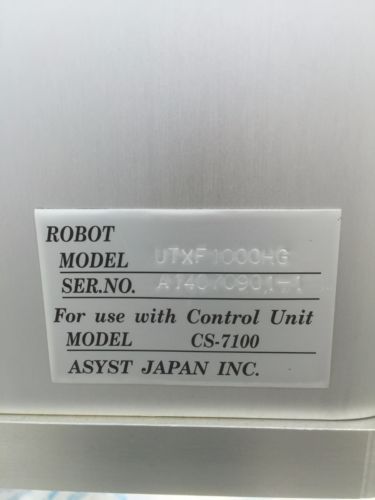 ROBOT
MODEL UTXF1000HG
SER.NO.
For use with Control Unit
MODEL CS-7100
ASYST JAPAN INC.